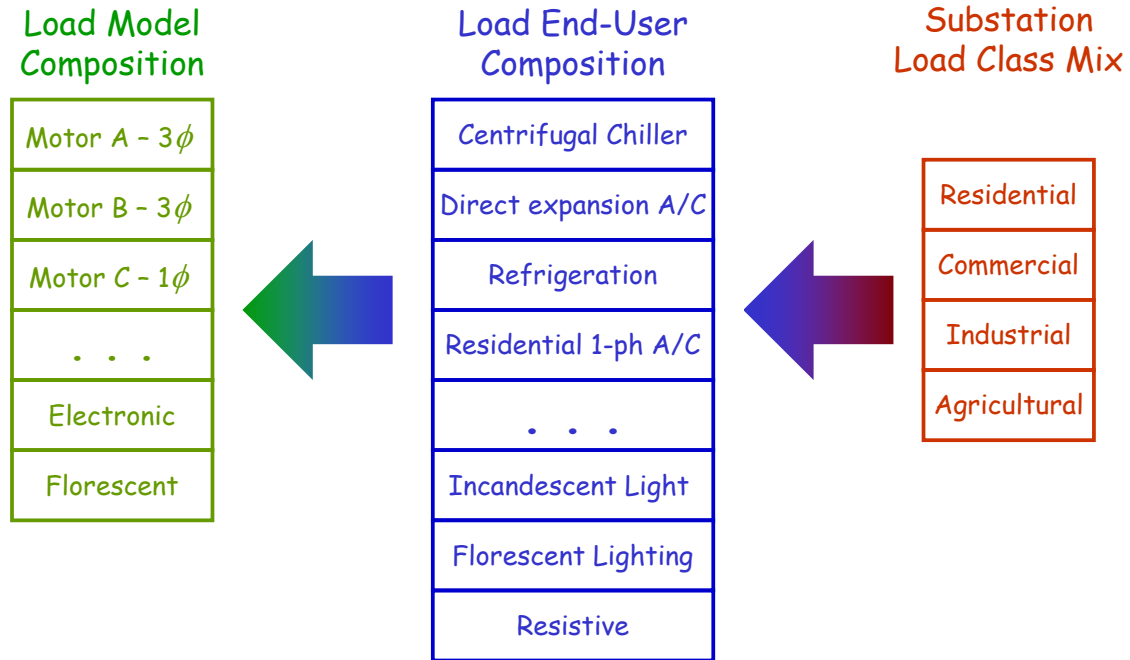 Load Model
Composition
Motor A – 3ϕ
Motor B – 3ϕ
Motor C – 1ϕ
. . .
Electronic
Florescent
Load End-User
Composition
Centrifugal Chiller
Direct expansion A/C
Refrigeration
Residential 1-ph A/C
. . .
Incandescent Light
Florescent Lighting
Resistive
Substation
Load Class Mix
Residential
Commercial
Industrial
Agricultural